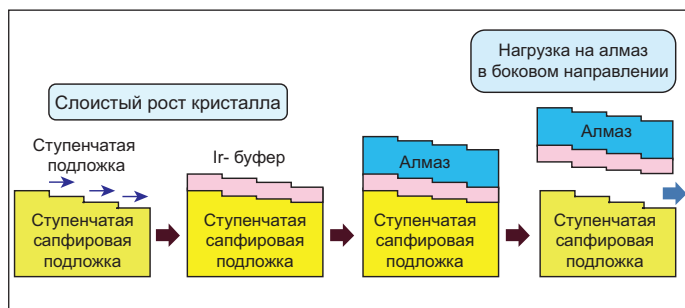 Слоистый рост кристалла
Нагрузка на алмаз
в боковом направлении
Ступенчатая
подложка
Ступенчатая
сапфировая
подложка
Ir- буфер
Ступенчатая
сапфировая
подложка
Алмаз
Ступенчатая
сапфировая
подложка
Алмаз
Ступенчатая
сапфировая
подложка